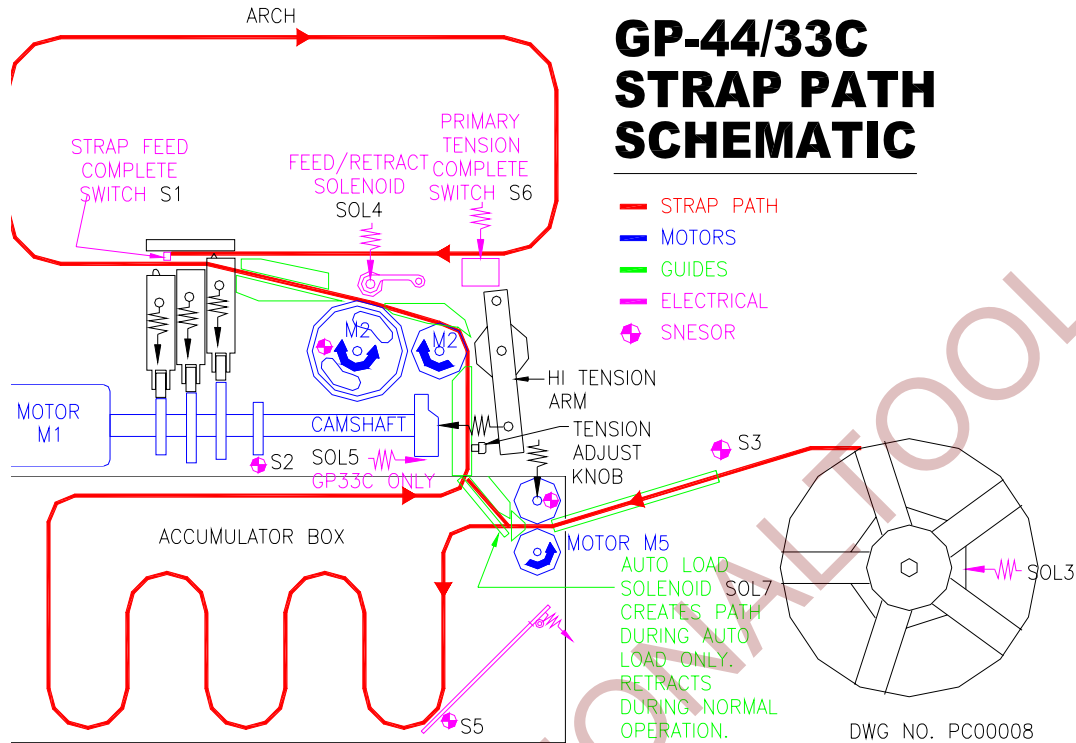 ARCH
GP-44/33C
STRAP PATH
SCHEMATIC
STRAP FEED
COMPLETE
SWITCH S1
FEED/RETRACT
SOLENOID
SOL4
PRIMARY
TENSION
COMPLETE
SWITCH S6
STRAP PATH
MOTORS
GUIDES
ELECTRICAL
SNESOR
M2
M2
HI TENSION
ARM
MOTOR
M1
CAMSHAFT
TENSION
ADJUST
KNOB
S3
S2
SOL5
GP33C ONLY
ACCUMULATOR BOX
MOTOR M5
AUTO LOAD
SOLENOID SOL7
CREATES PATH
DURING AUTO
LOAD ONLY.
RETRACTS
DURING NORMAL
OPERATION.
SOL3
S5
DWG NO. PC00008
ONALTOOL